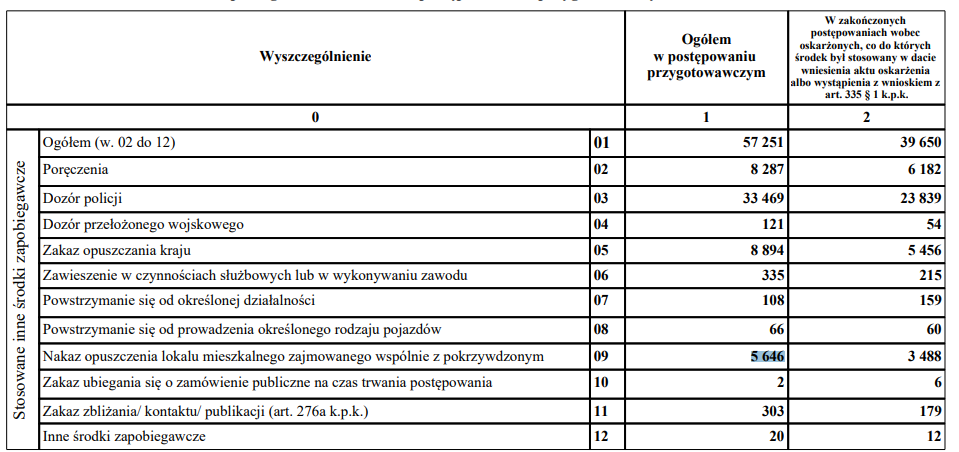 Wyszczególnienie
Ogółem
w postępowaniu
przygotowawczym
W zakończonych
postępowaniach wobec
oskarżonych, co do których
środek był stosowany w dacie
wniesienia aktu oskarżenia
albo wystąpienia z wnioskiem z
art. 335 § 1 k.p.k.
0 1 2
Stosowane inne środki zapobiegawcze
Ogółem (w. 02 do 12) 01 57 251 39 650
Poręczenia 02 8 287 6 182
Dozór policji 03 33 469 23 839
Dozór przełożonego wojskowego 04 121 54
Zakaz opuszczania kraju 05 8 894 5 456
Zawieszenie w czynnościach służbowych lub w wykonywaniu zawodu 06 335 215
Powstrzymanie się od określonej działalności 07 108 159
Powstrzymanie się od prowadzenia określonego rodzaju pojazdów 08 66 60
Nakaz opuszczenia lokalu mieszkalnego zajmowanego wspólnie z pokrzywdzonym 09 5 646 3 488
Zakaz ubiegania się o zamówienie publiczne na czas trwania postępowania 10 2 6
Zakaz zbliżania/ kontaktu/ publikacji (art. 276a k.p.k.) 11 303 179
Inne środki zapobiegawcze 12 20 12